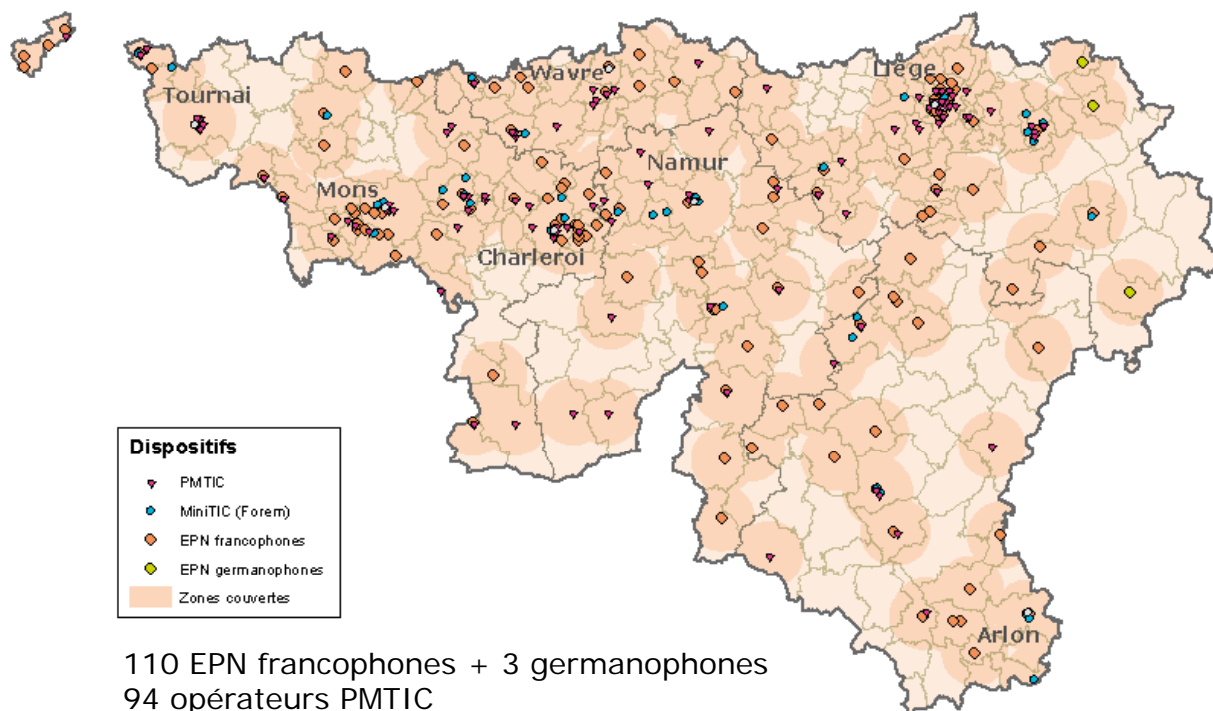 Wavre
Liège
Tournai
Namur
Mons
Charleroi
Dispositifs
PMTIC
MiniTIC (Forem)
EPN francophones
EPN germanophones
Zones couvertes
Arlon
110 EPN francophones + 3 germanophones
94 opérateurs PMTIC